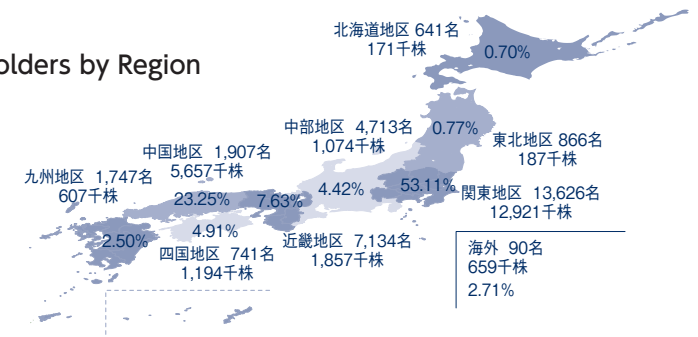 olders by Region
北海道地区 641名
171千株
0.70%
0.77%
東北地区 866名
187千株
中部地区 4,713名
1,074千株
4.42%
53.11%
関東地区 13,626名
12,921千株
中国地区 1,907名
5,657千株
23.25%
7.63%
近畿地区 7,134名
1,857千株
九州地区 1,747名
607千株
2.50%
4.91%
四国地区 741名
1,194千株
海外 90名
659千株
2.71%